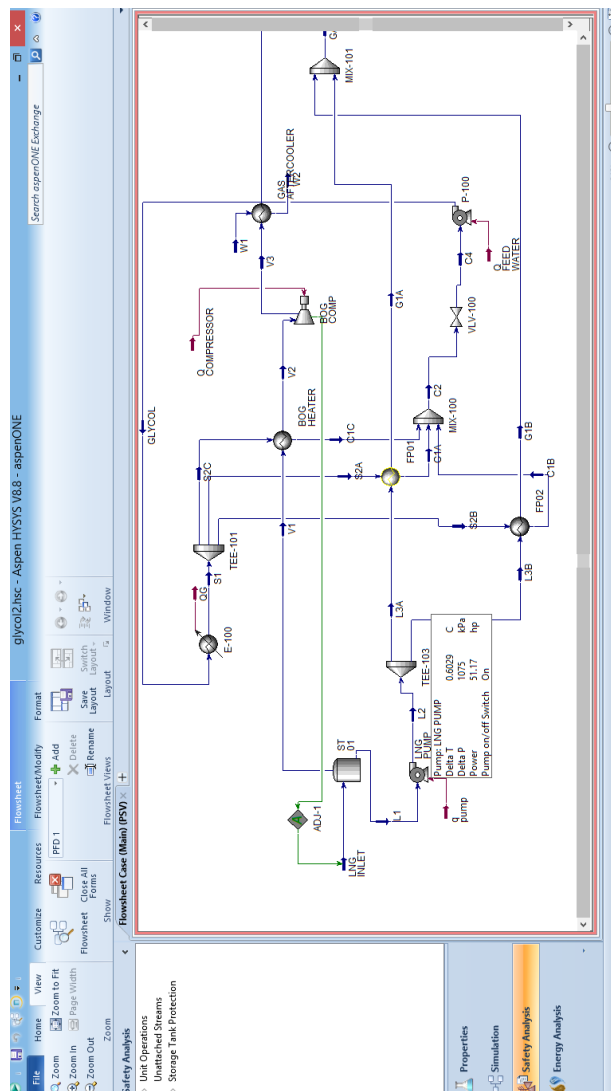 glycol2.hsc - Aspen HYSYS V8.8 - aspenONE
Flowsheet
Search aspenONE Exchange
File
Home
View
Customize
Resources
Flowsheet/Modify
Format
Zoom
Zoom In
Zoom Out
Zoom to Fit
Page Width
Zoom
Flowsheet
Close All
Forms
Show
PFD 1
Add
Delete
Rename
Flowsheet Views
Save
Layout
Switch
Layout
Layout
Window
Safety Analysis
Unit Operations
Unattached Streams
Storage Tank Protection
Properties
Simulation
Safety Analysis
Energy Analysis
Flowsheet Case (Main) (PSV)
GLYCOL
QG
S1
E-100
TEE-101
S2C
S2A
S2B
Q
COMPRESSOR
W1
GAS
AFTERCOOLER
W2
V3
V2
V1
BOG
COMP
BOG
HEATER
C1C
ADJ-1
A
LNG
INLET
ST
01
L1
L2
L3A
L3B
LNG
PUMP
q
pump
TEE-103
Pump: LNG PUMP
Delta T 0.6029 C
Delta P 1075 kPa
Power 51.17 hp
Pump on/off Switch On
FP01
G1A
C1A
MIX-100
C2
VLV-100
C4
P-100
Q
FEED
WATER
FP02
C1B
G1B
MIX-101